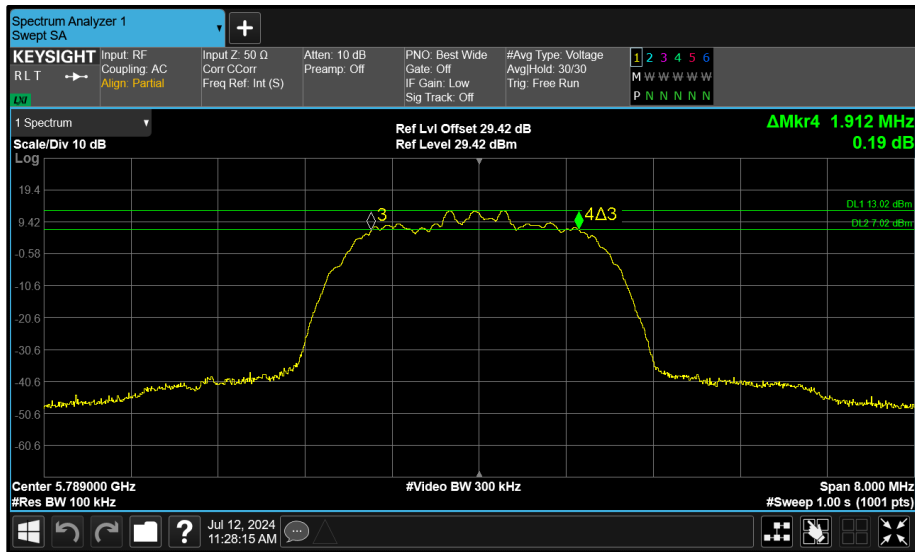 Spectrum Analyzer 1
Swept SA
KEYSIGHT
R L T
LXI
Input: RF
Coupling: AC
Align: Partial
Input Z: 50 Ω
Corr CCorr
Freq Ref: Int (S)
Atten: 10 dB
Preamp: Off
PNO: Best Wide
Gate: Off
IF Gain: Low
Sig Track: Off
#Avg Type: Voltage
Avg|Hold: 30/30
Trig: Free Run
1 2 3 4 5 6
M W W W W W
P N N N N N
1 Spectrum
Scale/Div 10 dB
Ref Lvl Offset 29.42 dB
Ref Level 29.42 dBm
ΔMkr4 1.912 MHz
0.19 dB
Log
19.4
9.42
-0.58
-10.6
-20.6
-30.6
-40.6
-50.6
-60.6
3
4Δ3
DL1 13.02 dBm
DL2 7.02 dBm
Center 5.789000 GHz
#Res BW 100 kHz
#Video BW 300 kHz
Span 8.000 MHz
#Sweep 1.00 s (1001 pts)
?
Jul 12, 2024
11:28:15 AM